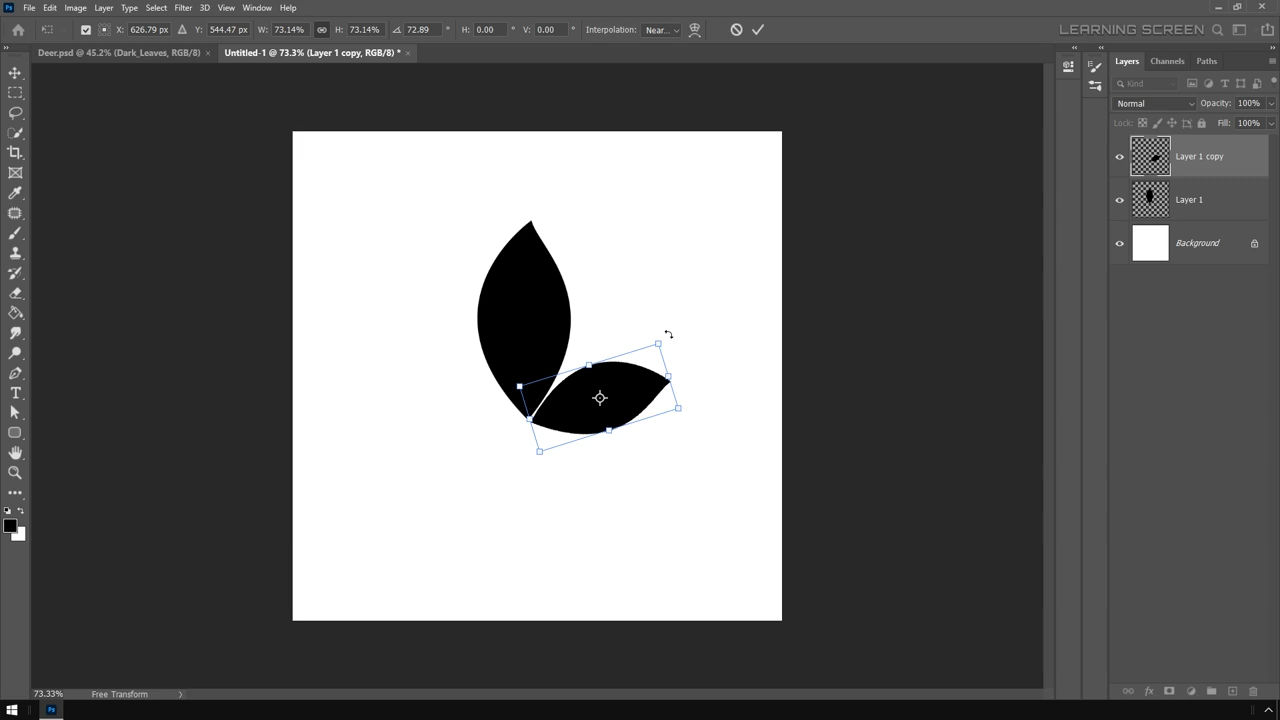 Ps File Edit Image Layer Type Select Filter 3D View Window Help
X: 626.79 px Y: 544.47 px W: 73.14% H: 73.14% 72.89 ° H: 0.00 ° V: 0.00 ° Interpolation: Near... LEARNING SCREEN
Deer.psd @ 45.2% (Dark_Leaves, RGB/8) × Untitled-1 @ 73.3% (Layer 1 copy, RGB/8) * ×
Layers Channels Paths
Kind
Normal Opacity: 100%
Lock: Fill: 100%
Layer 1 copy
Layer 1
Background
T
73.33% Free Transform
Ps